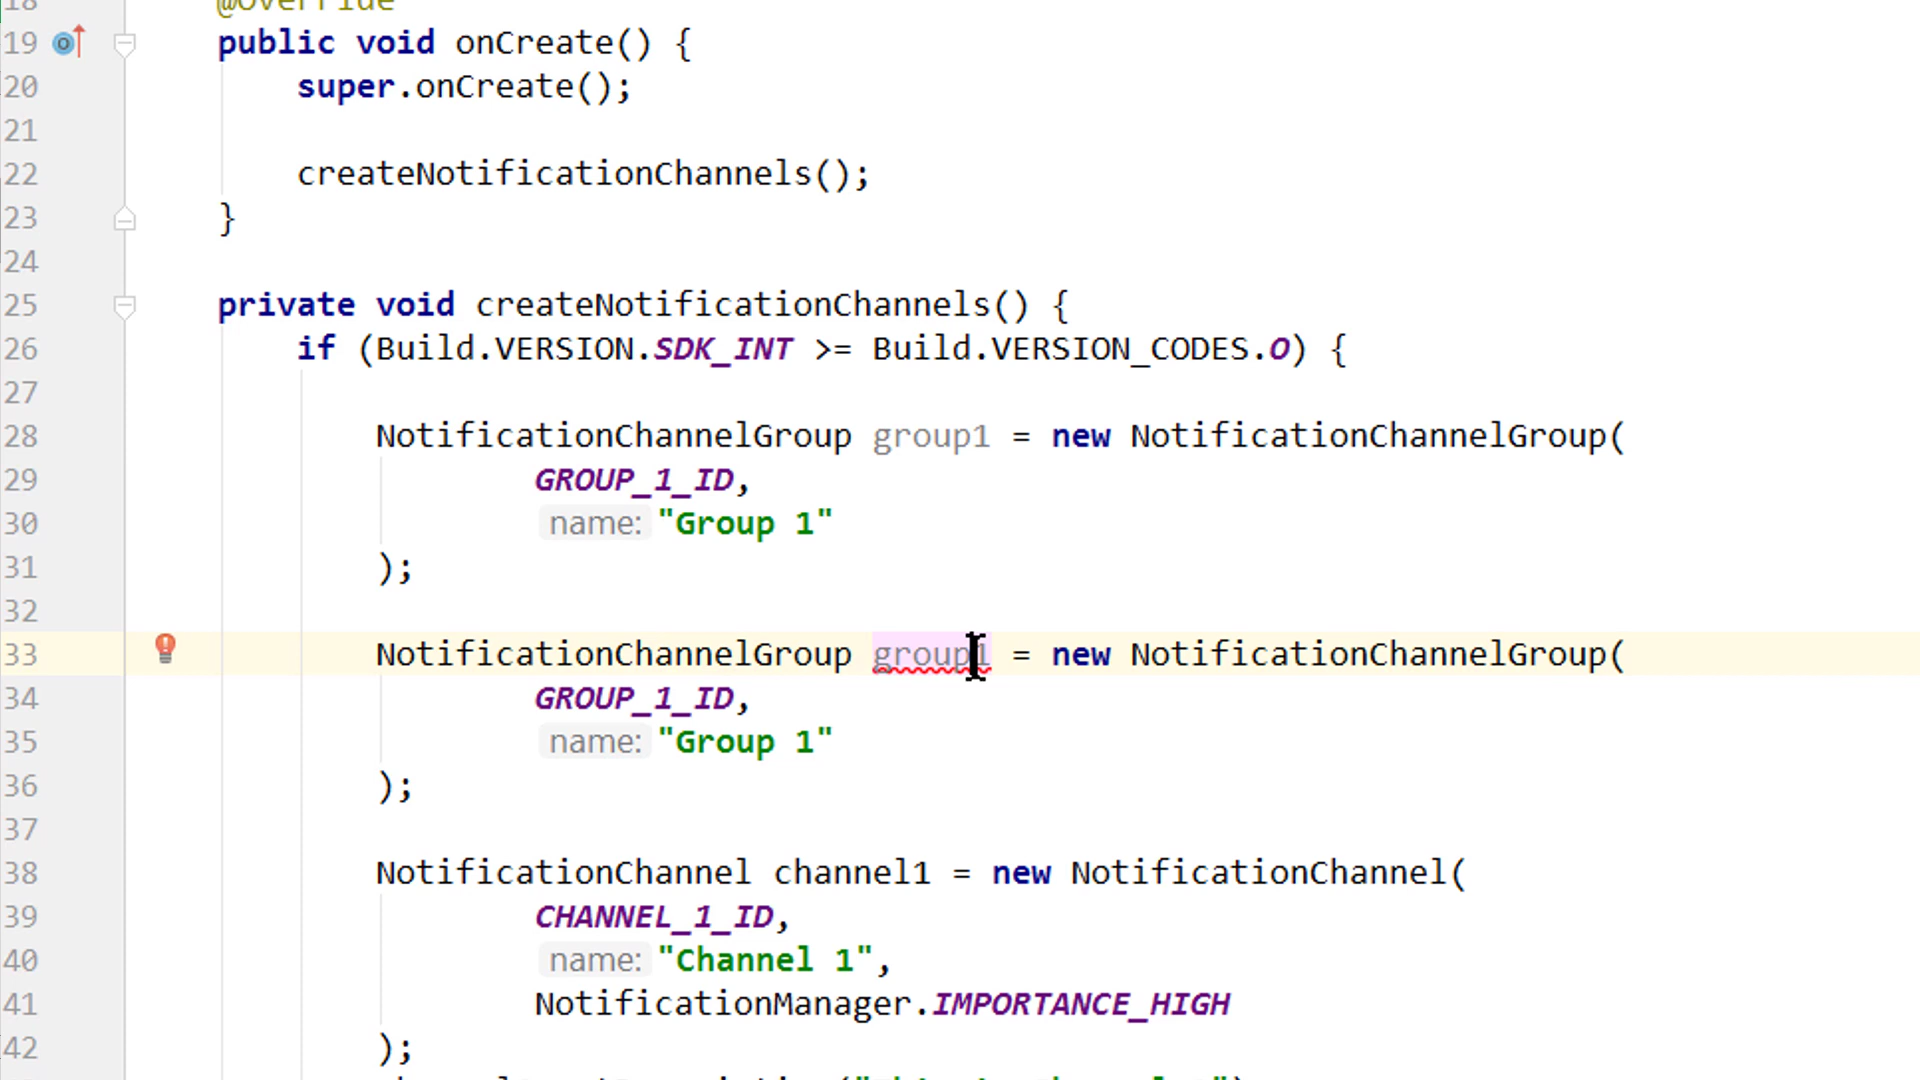 18 @Override
19 public void onCreate() {
20 super.onCreate();
21
22 createNotificationChannels();
23 }
24
25 private void createNotificationChannels() {
26 if (Build.VERSION.SDK_INT >= Build.VERSION_CODES.O) {
27
28 NotificationChannelGroup group1 = new NotificationChannelGroup(
29 GROUP_1_ID,
30 name: "Group 1"
31 );
32
33 NotificationChannelGroup group1 = new NotificationChannelGroup(
34 GROUP_1_ID,
35 name: "Group 1"
36 );
37
38 NotificationChannel channel1 = new NotificationChannel(
39 CHANNEL_1_ID,
40 name: "Channel 1",
41 NotificationManager.IMPORTANCE_HIGH
42 );